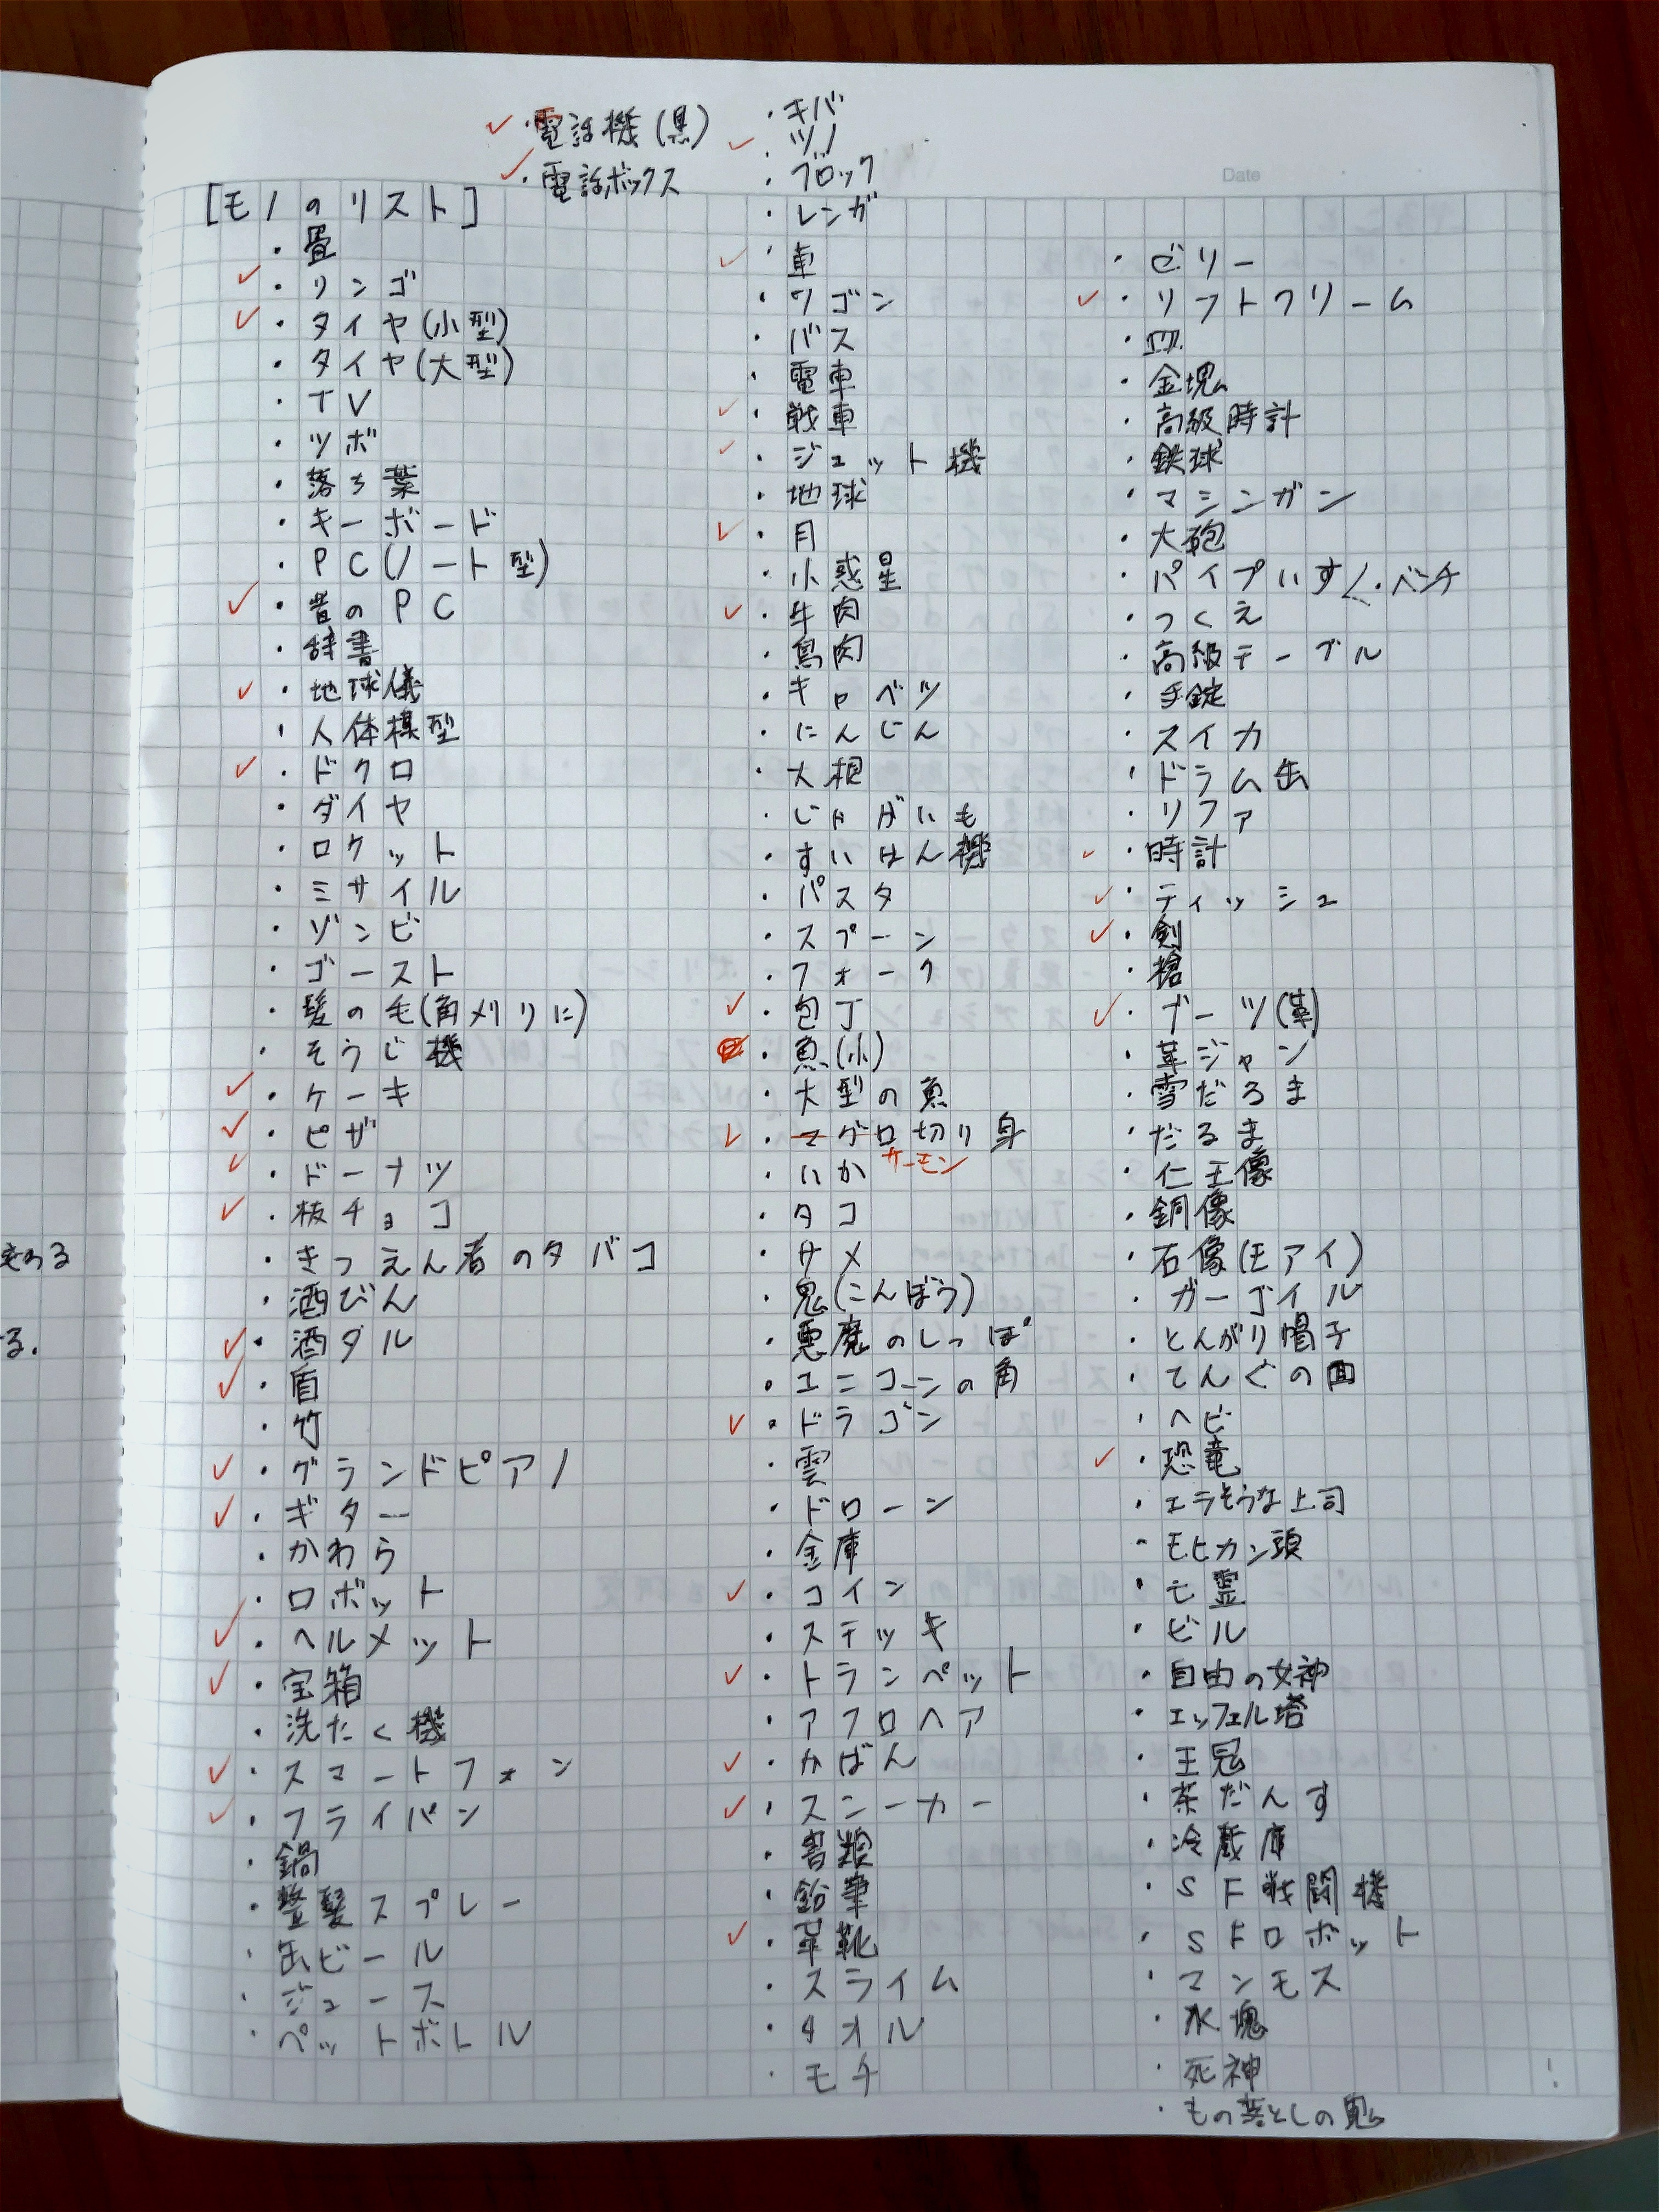 ・電話機(黒)
・電話ボックス
[モノのリスト]
・畳
・リンゴ
・タイヤ(小型)
・タイヤ(大型)
・TV
・ツボ
・落ち葉
・キーボード
・PC(ノート型)
・昔のPC
・辞書
・地球儀
・人体模型
・ドクロ
・ダイヤ
・ロケット
・ミサイル
・ゾンビ
・ゴースト
・髪の毛(角刈りに)
・そうじ機
・ケーキ
・ピザ
・ドーナツ
・板チョコ
・きつえん者のタバコ
・酒びん
・酒ダル
・盾
・竹
・グランドピアノ
・ギター
・かわら
・ロボット
・ヘルメット
・宝箱
・洗たく機
・スマートフォン
・フライパン
・鍋
・整髪スプレー
・缶ビール
・ジュース
・ペットボトル
・キバ
・ツノ
・ブロック
・レンガ
・車
・ワゴン
・バス
・電車
・戦車
・ジェット機
・地球
・月
・小惑星
・牛肉
・鳥肉
・キャベツ
・にんじん
・大根
・じゃがいも
・すいはん機
・パスタ
・スプーン
・フォーク
・包丁
・魚(小)
・大型の魚
・マグロ切り身
サーモン
・いか
・タコ
・サメ
・鬼(こんぼう)
・悪魔のしっぽ
・ユニコーンの角
・ドラゴン
・雲
・ドローン
・金庫
・コイン
・ステッキ
・トランペット
・アフロヘア
・かばん
・スニーカー
・書類
・鉛筆
・革靴
・スライム
・タオル
・モチ
Date
・ゼリー
・ソフトクリーム
・皿
・金塊
・高級時計
・鉄球
・マシンガン
・大砲
・パイプいす ・ベンチ
・つくえ
・高級テーブル
・手錠
・スイカ
・ドラム缶
・ソファ
・時計
・ティッシュ
・剣
・槍
・ブーツ(革)
・革ジャン
・雪だるま
・だるま
・仁王像
・銅像
・石像(モアイ)
・ガーゴイル
・とんがり帽子
・てんぐの面
・ヘビ
・恐竜
・エラそうな上司
・モヒカン頭
・亡霊
・ビル
・自由の女神
・エッフェル塔
・王冠
・茶だんす
・冷蔵庫
・SF戦闘機
・SFロボット
・マンモス
・氷塊
・死神
・もの落としの鬼
る.